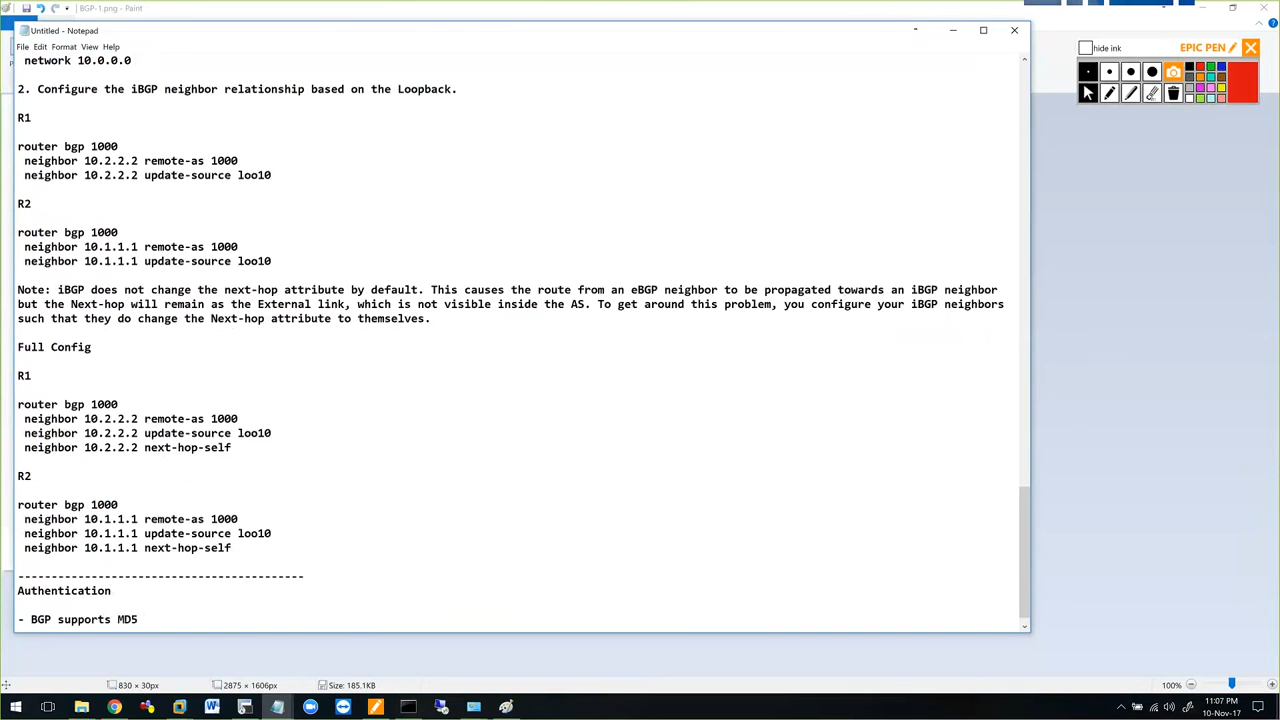 BGP-1.png - Paint
Untitled - Notepad
File Edit Format View Help
hide ink
EPIC PEN
network 10.0.0.0
2. Configure the iBGP neighbor relationship based on the Loopback.
R1
router bgp 1000
neighbor 10.2.2.2 remote-as 1000
neighbor 10.2.2.2 update-source loo10
R2
router bgp 1000
neighbor 10.1.1.1 remote-as 1000
neighbor 10.1.1.1 update-source loo10
Note: iBGP does not change the next-hop attribute by default. This causes the route from an eBGP neighbor to be propagated towards an iBGP neighbor
but the Next-hop will remain as the External link, which is not visible inside the AS. To get around this problem, you configure your iBGP neighbors
such that they do change the Next-hop attribute to themselves.
Full Config
R1
router bgp 1000
neighbor 10.2.2.2 remote-as 1000
neighbor 10.2.2.2 update-source loo10
neighbor 10.2.2.2 next-hop-self
R2
router bgp 1000
neighbor 10.1.1.1 remote-as 1000
neighbor 10.1.1.1 update-source loo10
neighbor 10.1.1.1 next-hop-self
-------------------------------------------
Authentication
- BGP supports MD5
830 × 30px
2875 × 1606px
Size: 185.1KB
100%
11:07 PM
10-Nov-17